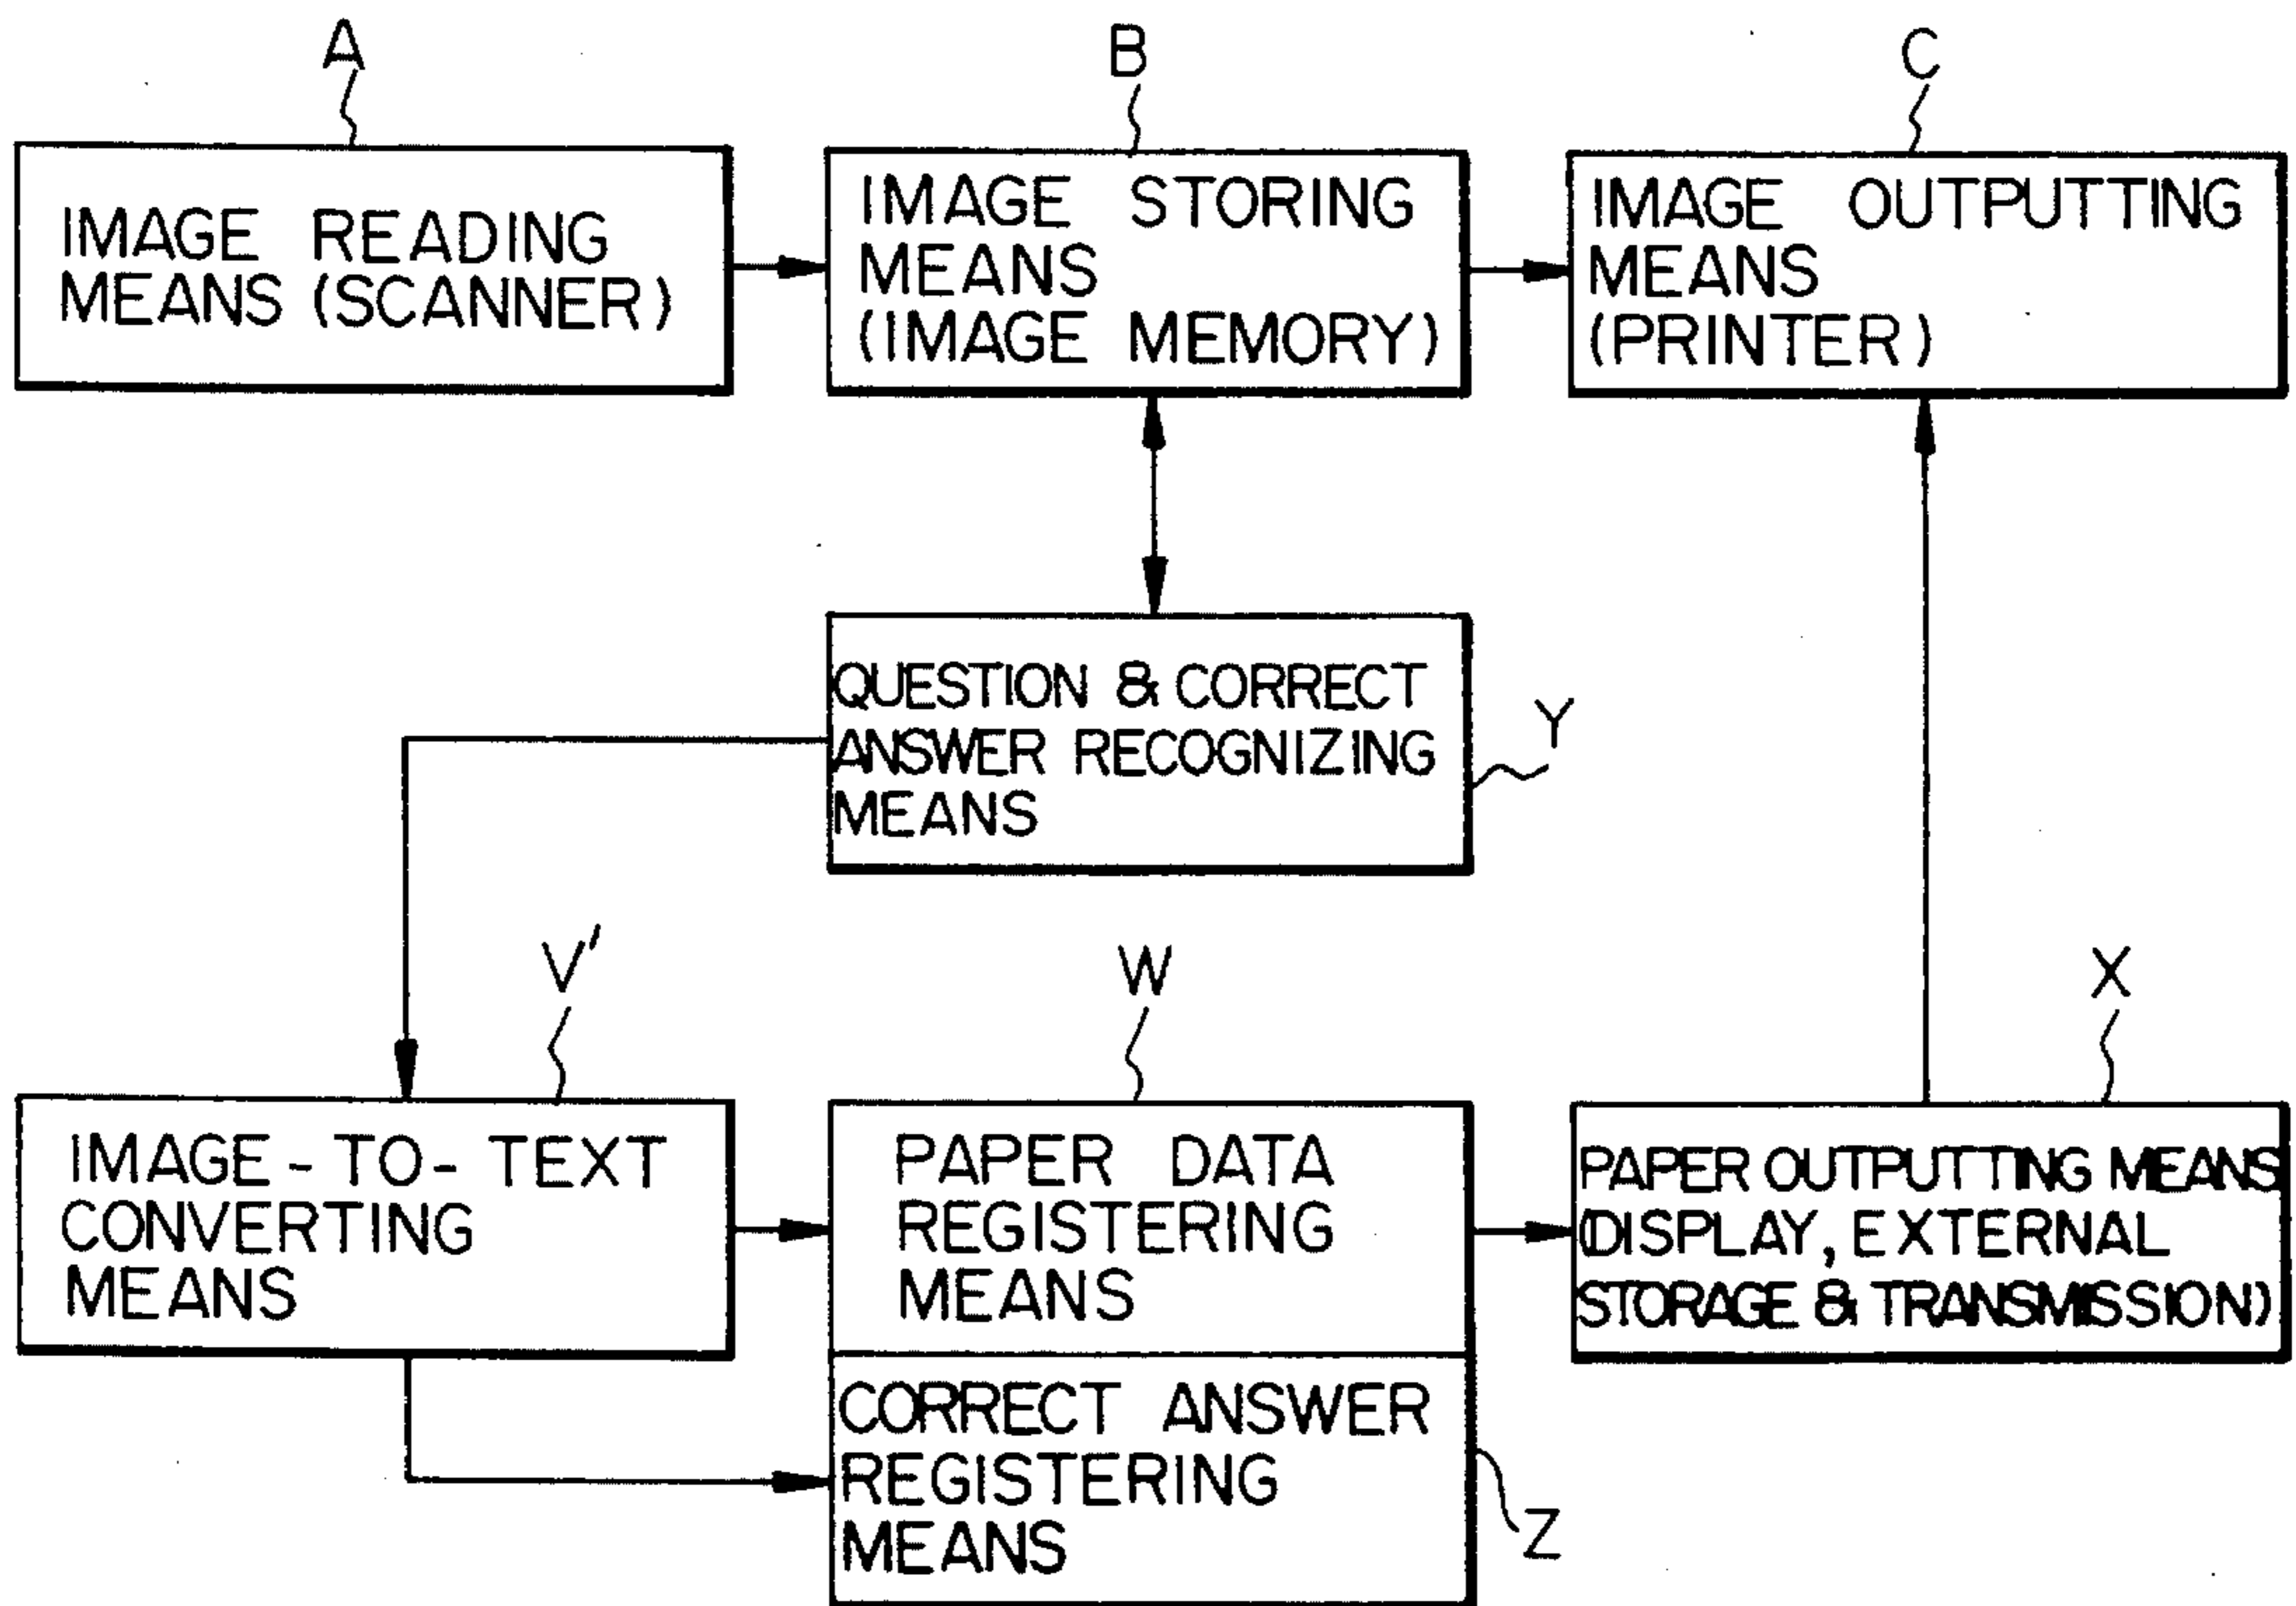 A
B
C
IMAGE READING
MEANS (SCANNER)
IMAGE STORING
MEANS
(IMAGE MEMORY)
IMAGE OUTPUTTING
MEANS
(PRINTER)
QUESTION & CORRECT
ANSWER RECOGNIZING
MEANS
Y
V'
W
X
IMAGE-TO-TEXT
CONVERTING
MEANS
PAPER DATA
REGISTERING
MEANS
PAPER OUTPUTTING MEANS
(DISPLAY, EXTERNAL
STORAGE & TRANSMISSION)
CORRECT ANSWER
REGISTERING
MEANS
Z